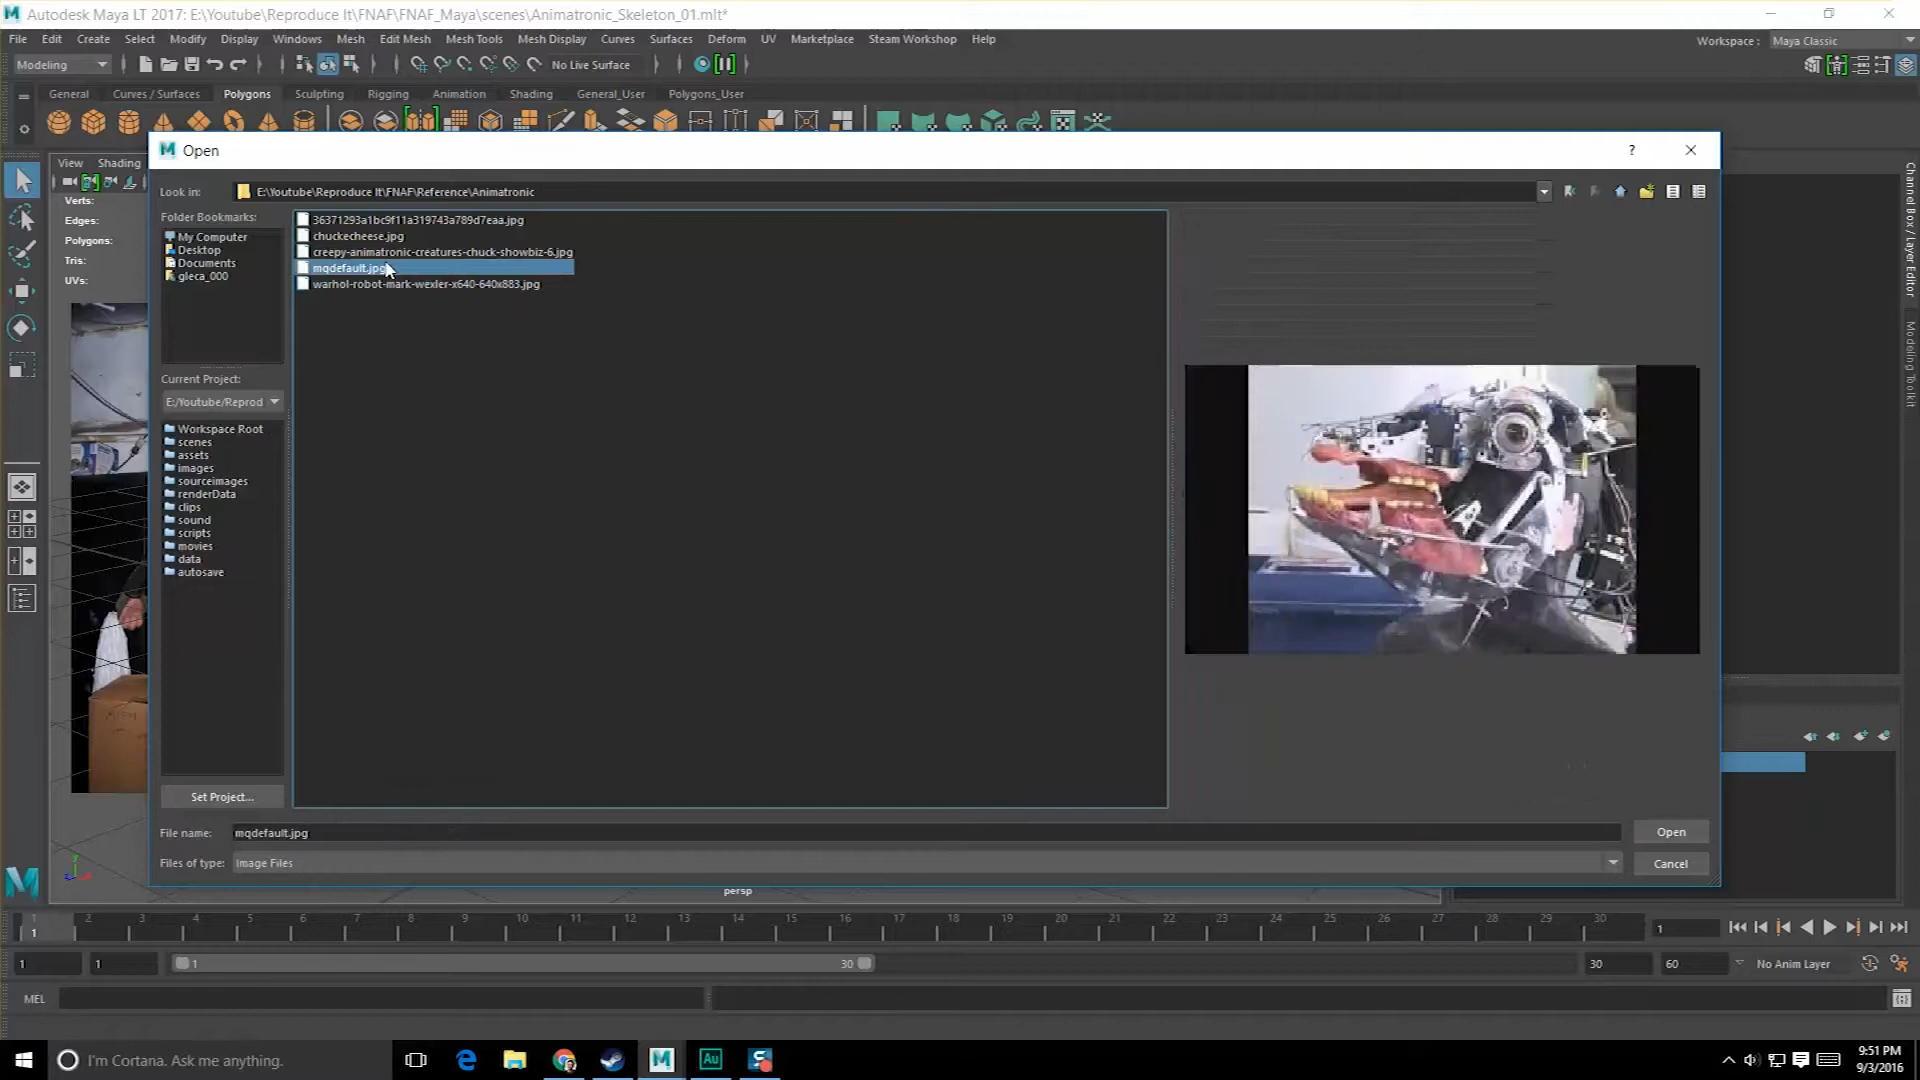 Autodesk Maya LT 2017: E:\Youtube\Reproduce It\FNAF\FNAF_Maya\scenes\Animatronic_Skeleton_01.mlt*
File Edit Create Select Modify Display Windows Mesh Edit Mesh Mesh Tools Mesh Display Curves Surfaces Deform UV Marketplace Steam Workshop Help
Workspace : Maya Classic
Modeling No Live Surface
General Curves / Surfaces Polygons Sculpting Rigging Animation Shading General_User Polygons_User
Open ?
View Shading
Look in: E:\Youtube\Reproduce It\FNAF\Reference\Animatronic
Verts:
Edges:
Polygons:
Tris:
UVs:
Folder Bookmarks:
My Computer
Desktop
Documents
gleca_000
36371293a1bc9f11a319743a789d7eaa.jpg
chuckecheese.jpg
creepy-animatronic-creatures-chuck-showbiz-6.jpg
mqdefault.jpg
warhol-robot-mark-wexler-x640-640x883.jpg
Channel Box / Layer Editor
Modeling Toolkit
Current Project:
E:/Youtube/Reprod
Workspace Root
scenes
assets
images
sourceimages
renderData
clips
sound
scripts
movies
data
autosave
Set Project...
File name: mqdefault.jpg Open
Files of type: Image Files Cancel
persp
1 2 3 4 5 6 7 8 9 10 11 12 13 14 15 16 17 18 19 20 21 22 23 24 25 26 27 28 29 30
1 1
1 1 1 30 30 60 No Anim Layer
MEL
I'm Cortana. Ask me anything.
Au
9:51 PM
9/3/2016